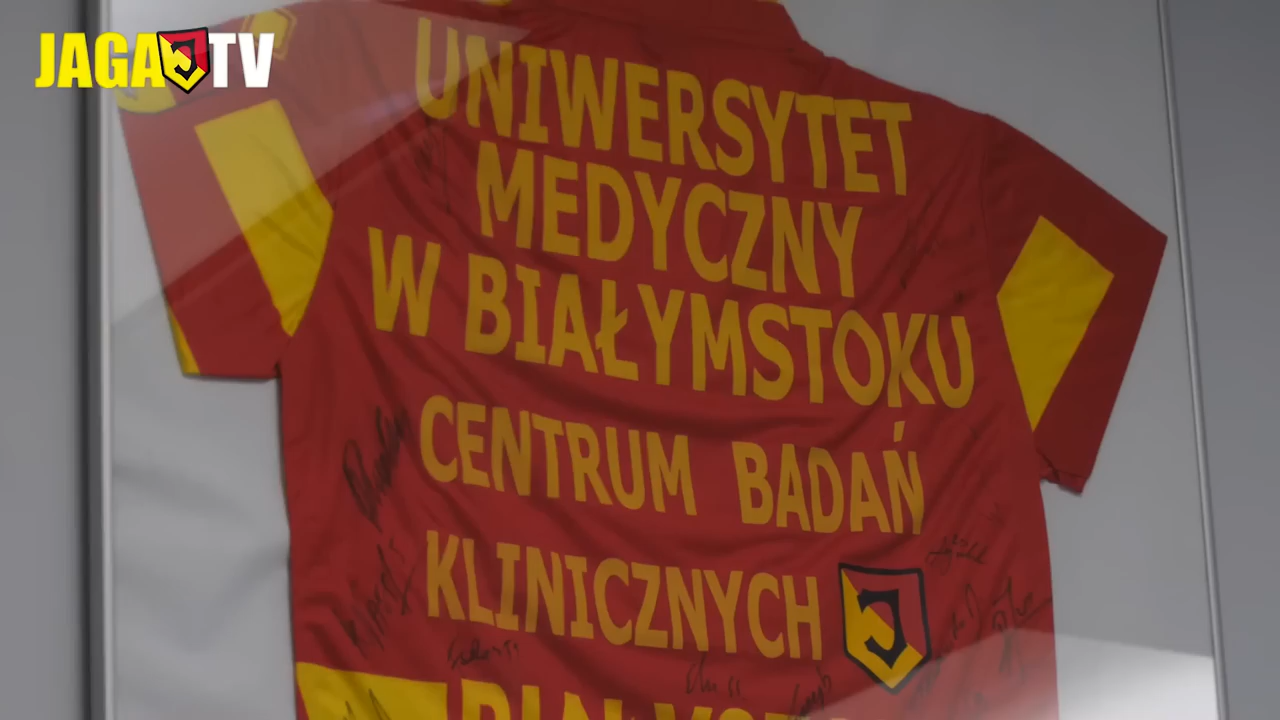 JAGA TV
UNIWERSYTET
MEDYCZNY
W BIAŁYMSTOKU
CENTRUM BADAŃ
KLINICZNYCH